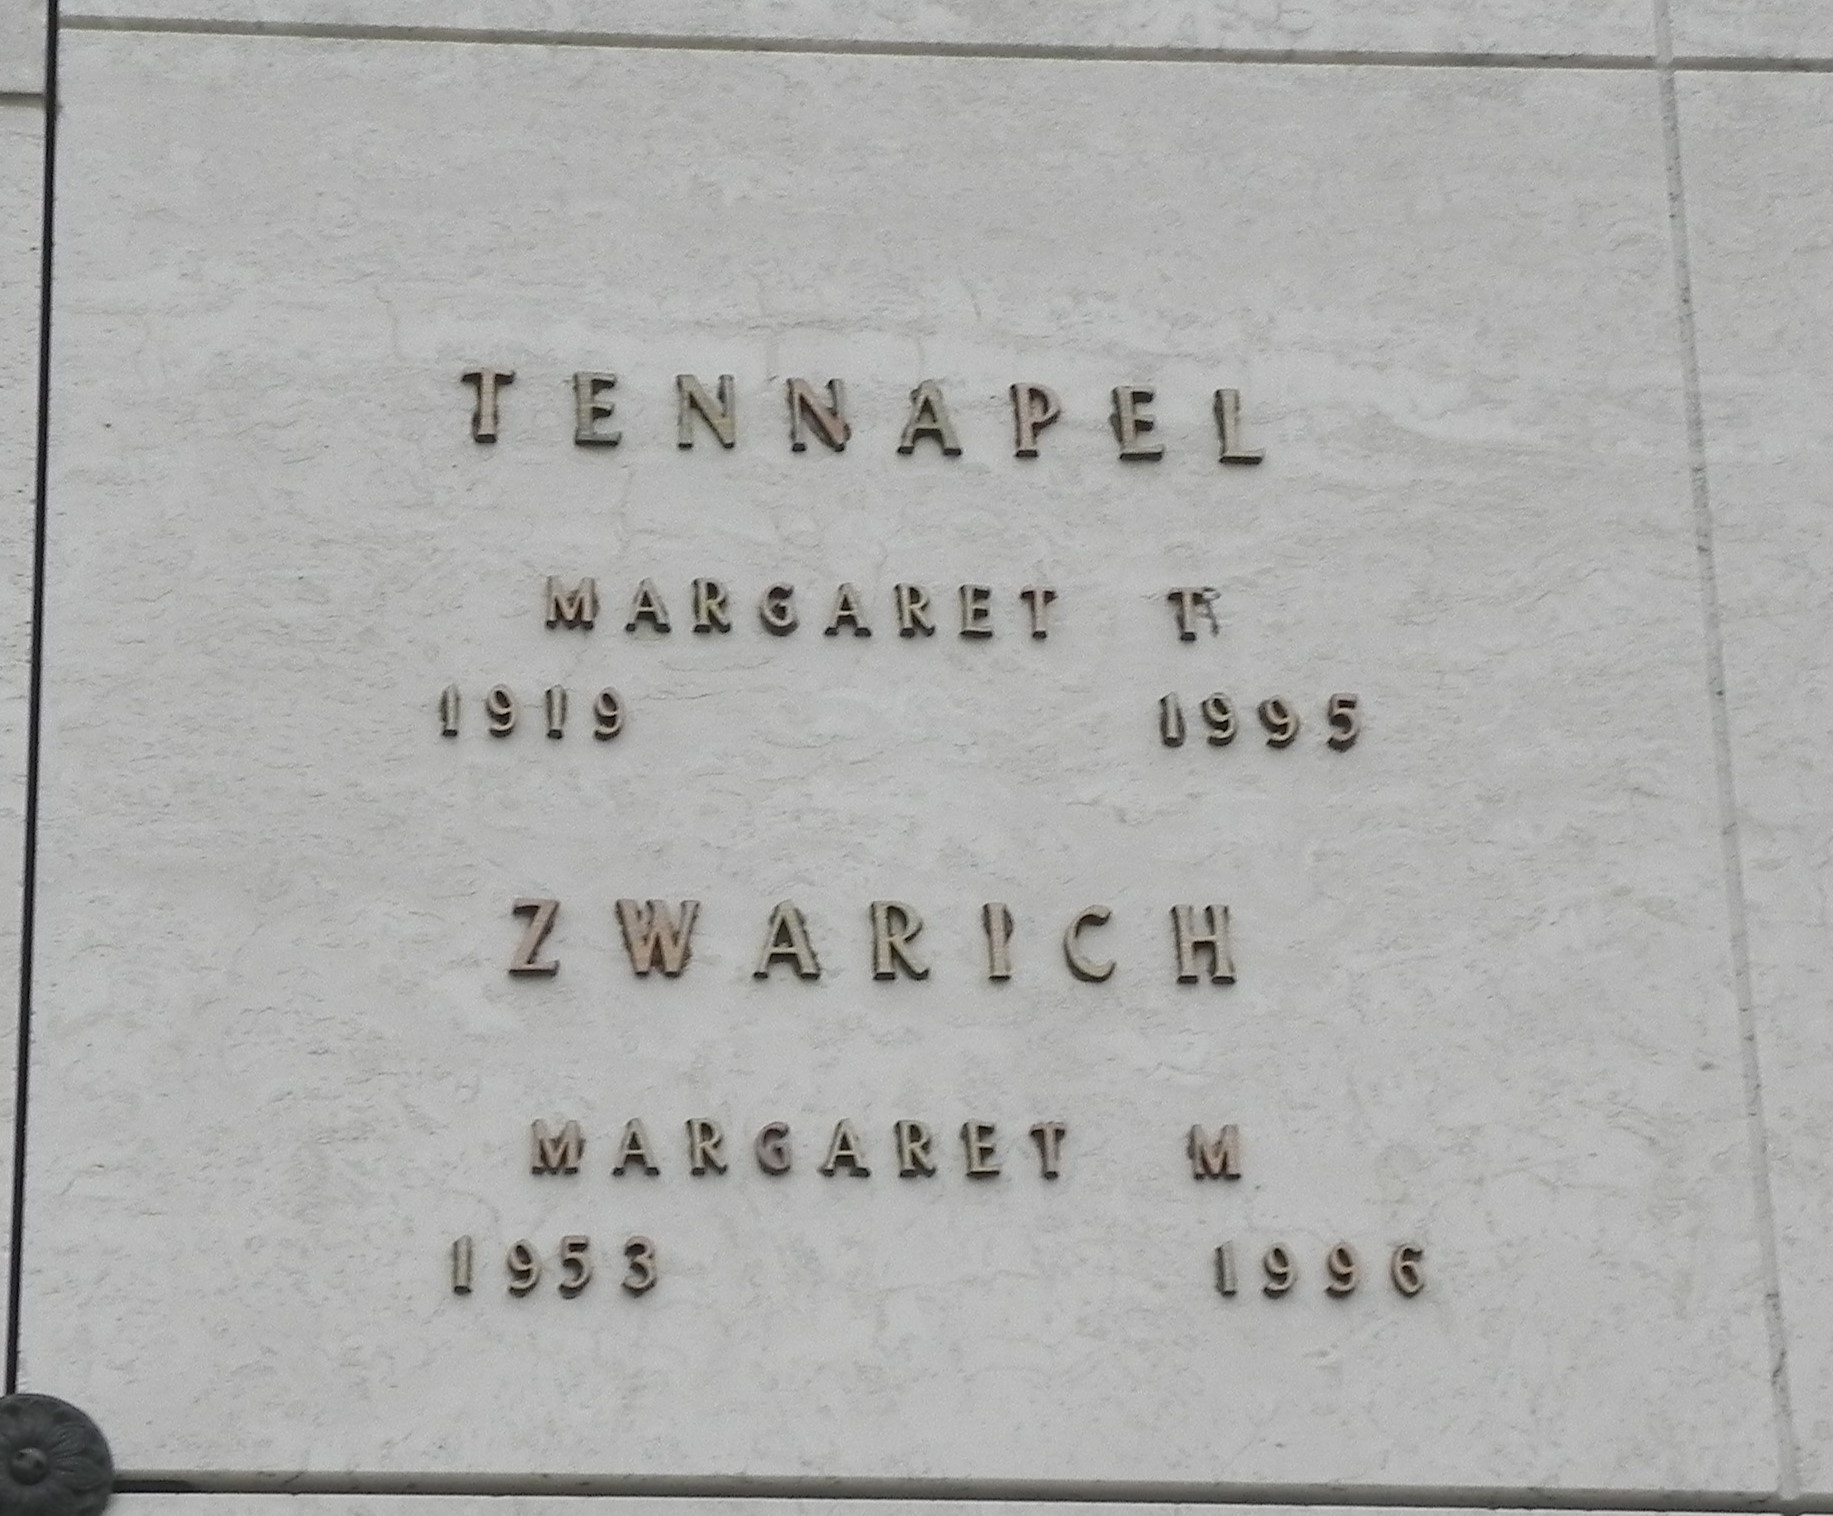 TENNAPEL
MARGARET T
1919 1995
ZWARICH
MARGARET M
1953 1996